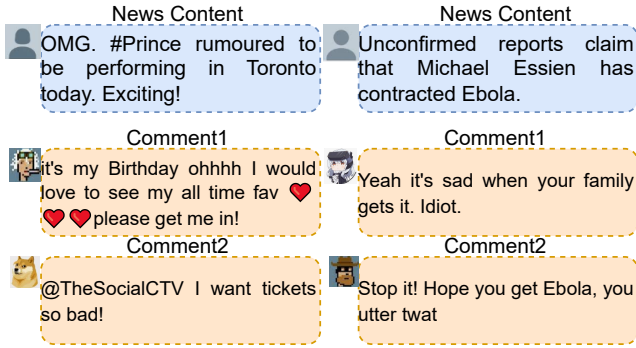 News Content
OMG. #Prince rumoured to
be performing in Toronto
today. Exciting!
Comment1
it's my Birthday ohhhh I would
love to see my all time fav ❤
❤❤please get me in!
Comment2
@TheSocialCTV I want tickets
so bad!
News Content
Unconfirmed reports claim
that Michael Essien has
contracted Ebola.
Comment1
Yeah it's sad when your family
gets it. Idiot.
Comment2
Stop it! Hope you get Ebola, you
utter twat